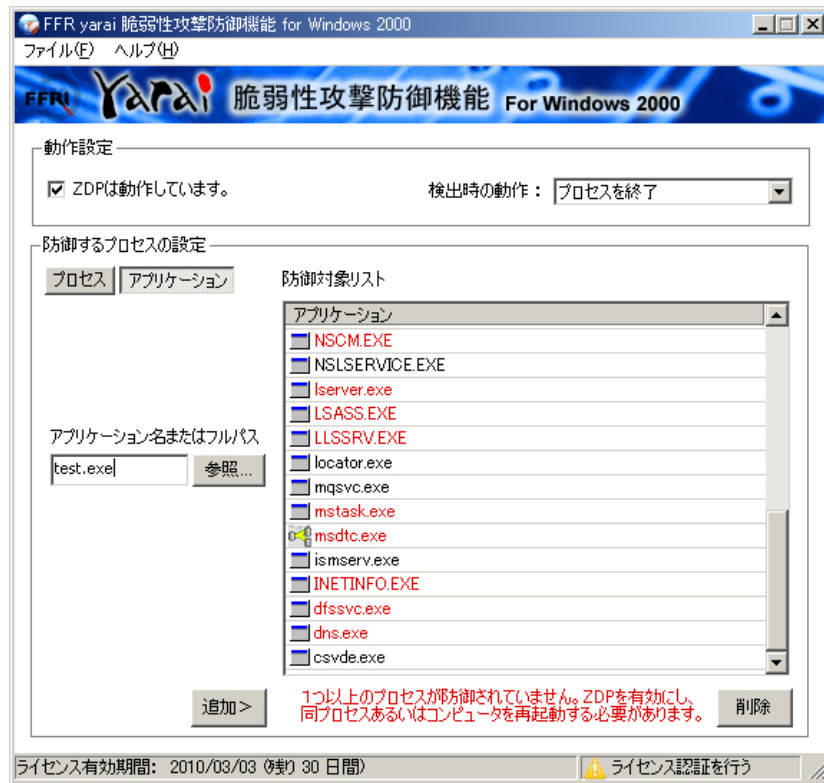 FFR yarai 脆弱性攻撃防御機能 for Windows 2000
ファイル(F) ヘルプ(H)
FFRI Yarai 脆弱性攻撃防御機能 For Windows 2000
動作設定
ZDPは動作しています。 検出時の動作： プロセスを終了
防御するプロセスの設定
プロセス アプリケーション 防御対象リスト
アプリケーション
NSCM.EXE
NSLSERVICE.EXE
lserver.exe
LSASS.EXE
LLSSRV.EXE
アプリケーション名またはフルパス
test.exe 参照...
locator.exe
mqsvc.exe
mstask.exe
msdtc.exe
ismserv.exe
INETINFO.EXE
dfssvc.exe
dns.exe
csvde.exe
追加>
1つ以上のプロセスが防御されていません。ZDPを有効にし、
同プロセスあるいはコンピュータを再起動する必要があります。
削除
ライセンス有効期間： 2010/03/03 (残り 30 日間) ライセンス認証を行う